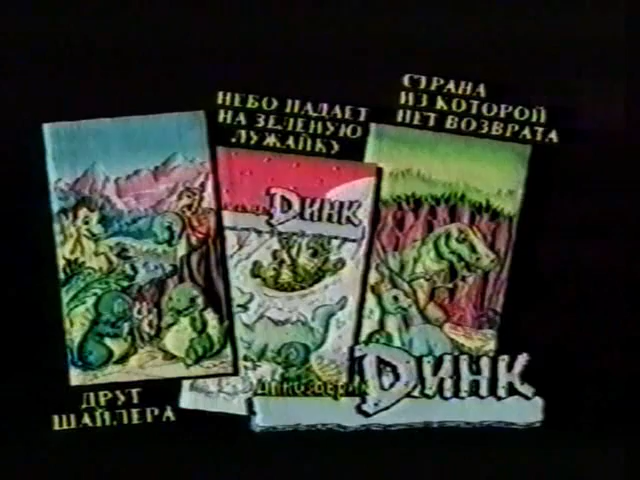 НЕБО ПАДАЕТ
НА ЗЕЛЕНУЮ
ЛУЖАЙКУ
СТРАНА
ИЗ КОТОРОЙ
НЕТ ВОЗВРАТА
ДИНК
ДРУГ
ШАЙЛЕРА
ДИНК